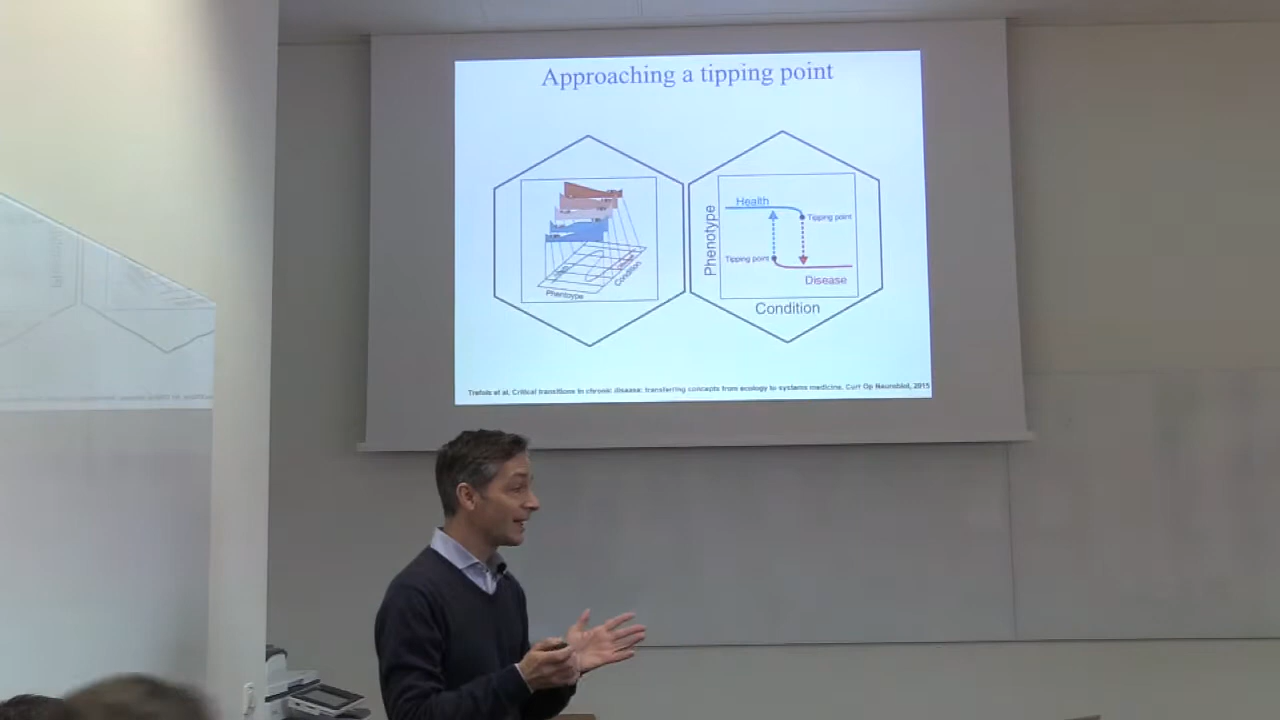 Approaching a tipping point
Condition
Phentoype
Health
Tipping point
Tipping point
Disease
Phenotype
Condition
Trefois et al, Critical transitions in chronic disease: transferring concepts from ecology to systems medicine. Curr Op Neurobiol, 2015